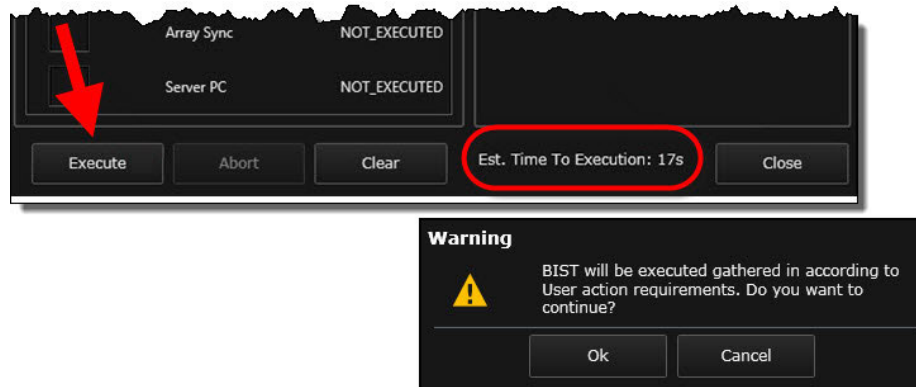 Array Sync NOT_EXECUTED
Server PC NOT_EXECUTED
Execute Abort Clear Est. Time To Execution: 17s Close
Warning
BIST will be executed gathered in according to
User action requirements. Do you want to
continue?
Ok Cancel